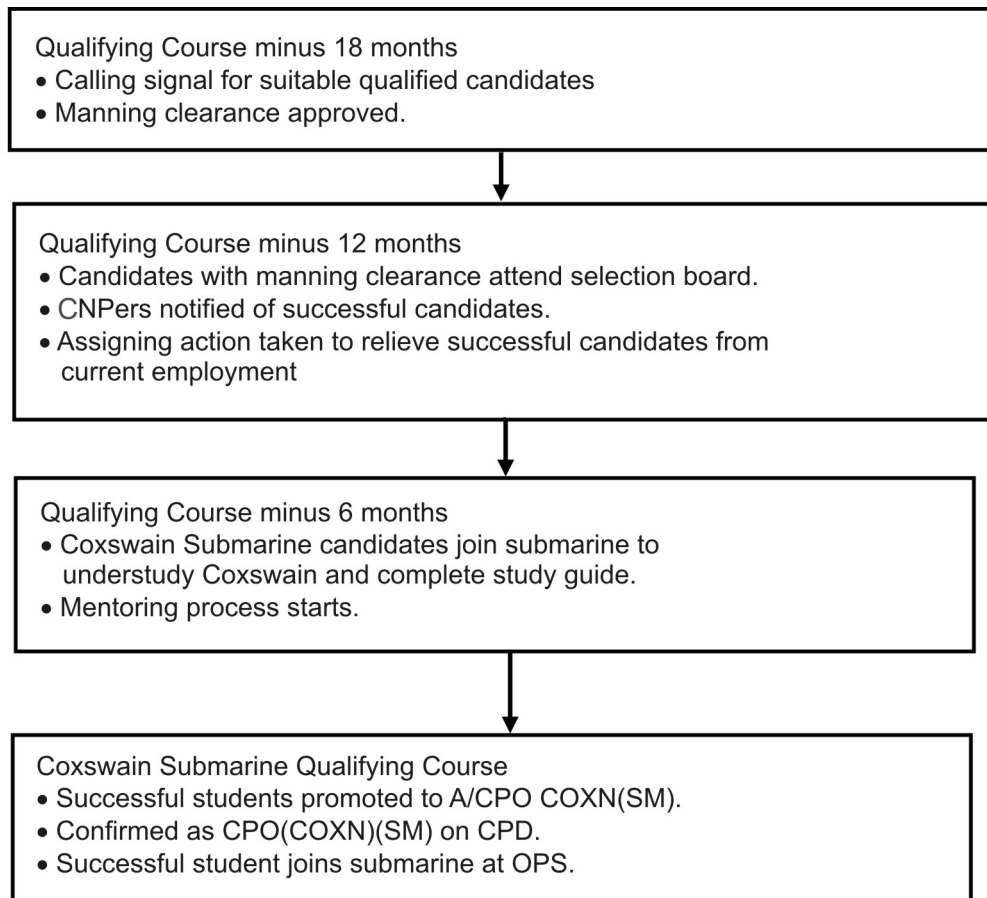 Qualifying Course minus 18 months
• Calling signal for suitable qualified candidates
• Manning clearance approved.
Qualifying Course minus 12 months
• Candidates with manning clearance attend selection board.
• CNPers notified of successful candidates.
• Assigning action taken to relieve successful candidates from
current employment
Qualifying Course minus 6 months
• Coxswain Submarine candidates join submarine to
understudy Coxswain and complete study guide.
• Mentoring process starts.
Coxswain Submarine Qualifying Course
• Successful students promoted to A/CPO COXN(SM).
• Confirmed as CPO(COXN)(SM) on CPD.
• Successful student joins submarine at OPS.